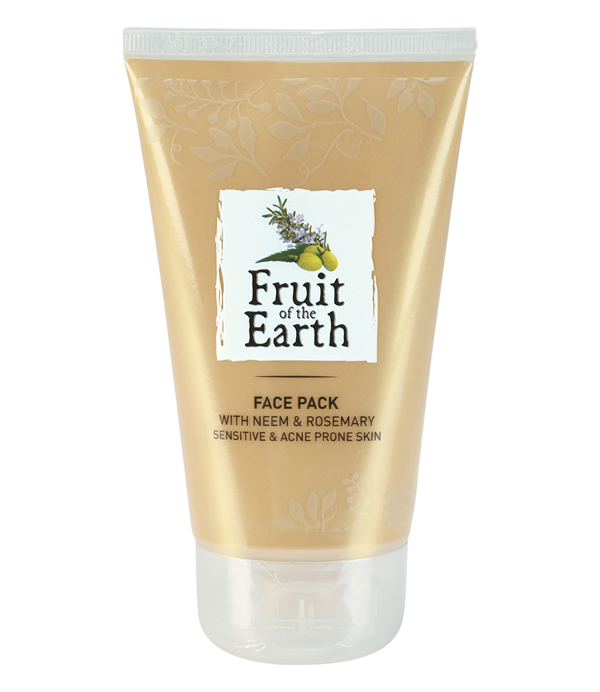 Fruit
of the
Earth
FACE PACK
WITH NEEM & ROSEMARY
SENSITIVE & ACNE PRONE SKIN